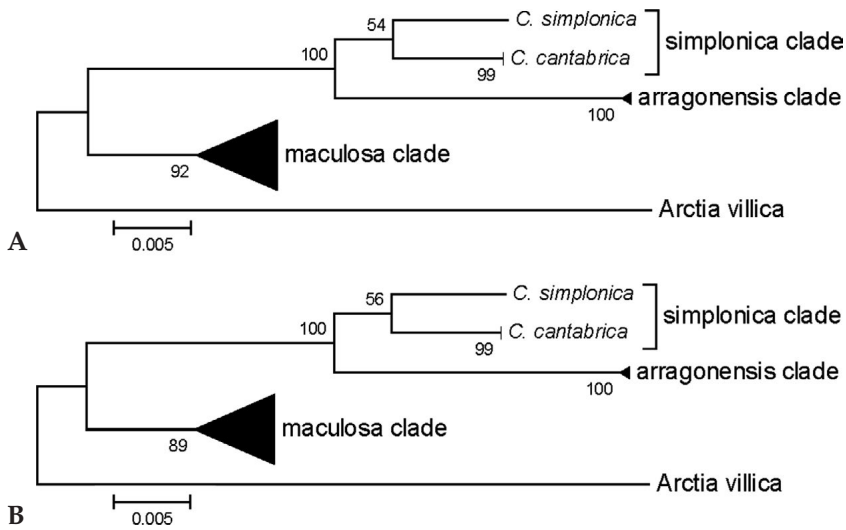 C. simplonica
54
simplonica clade
100
C. cantabrica
99
arragonensis clade
100
maculosa clade
92
Arctia villica
A
0.005
C. simplonica
56
simplonica clade
100
C. cantabrica
99
arragonensis clade
100
maculosa clade
89
Arctia villica
B
0.005